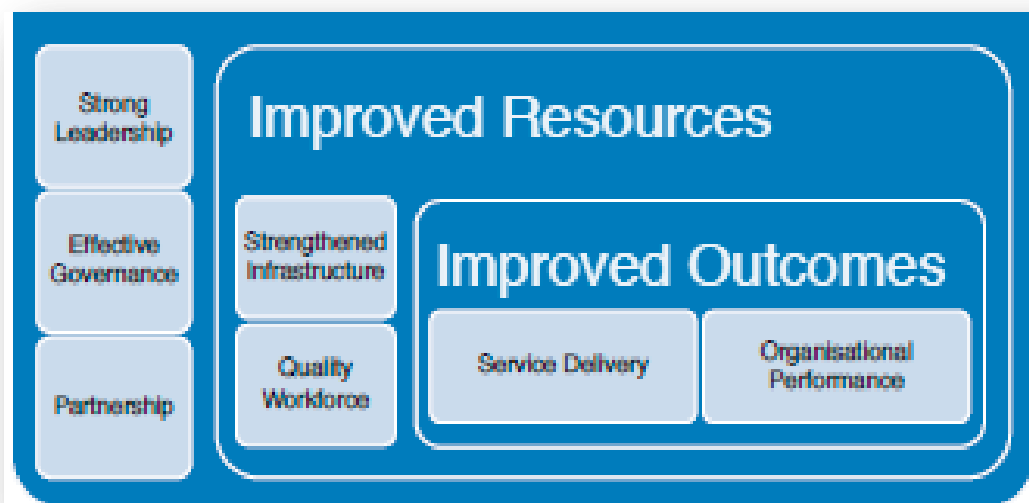 Strong
Leadership
Effective
Governance
Partnership
Improved Resources
Strengthened
Infrastructure
Quality
Workforce
Improved Outcomes
Service Delivery
Organisational
Performance